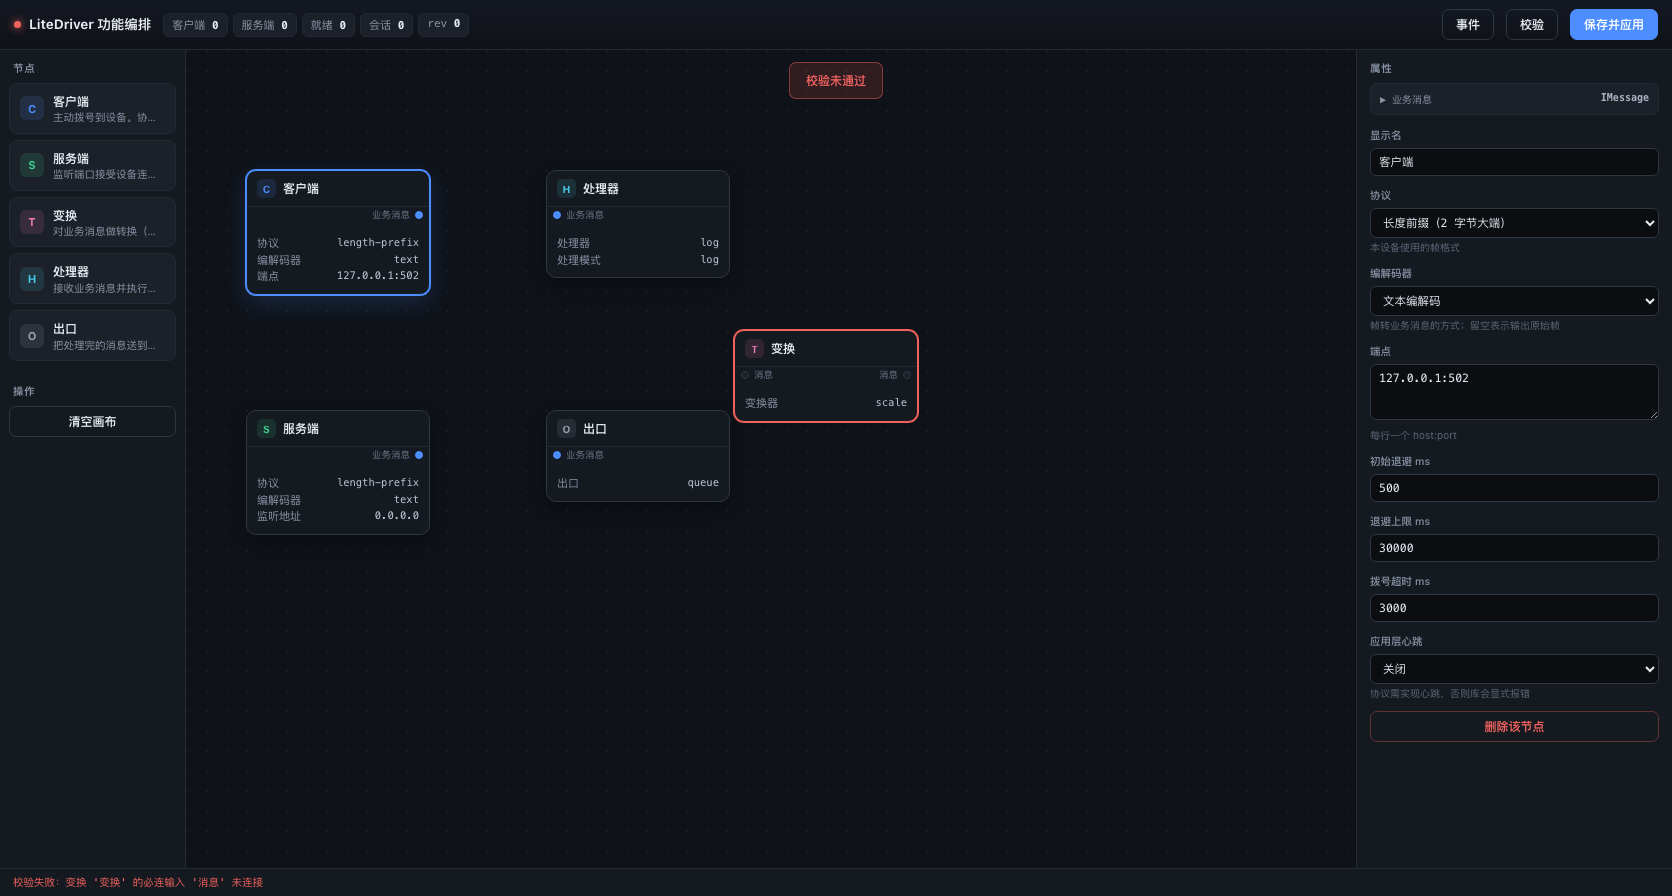 LiteDriver 功能编排
客户端 0
服务端 0
就绪 0
会话 0
rev 0
事件
校验
保存并应用
节点
C
客户端
主动拨号到设备。协…
S
服务端
监听端口接受设备连…
T
变换
对业务消息做转换（…
H
处理器
接收业务消息并执行…
O
出口
把处理完的消息送到…
操作
清空画布
校验未通过
C 客户端
业务消息
协议 length-prefix
编解码器 text
端点 127.0.0.1:502
H 处理器
业务消息
处理器 log
处理模式 log
T 变换
消息 消息
变换器 scale
S 服务端
业务消息
协议 length-prefix
编解码器 text
监听地址 0.0.0.0
O 出口
业务消息
出口 queue
属性
▶ 业务消息 IMessage
显示名
客户端
协议
长度前缀（2 字节大端）
本设备使用的帧格式
编解码器
文本编解码
帧转业务消息的方式；留空表示输出原始帧
端点
127.0.0.1:502
每行一个 host:port
初始退避 ms
500
退避上限 ms
30000
拨号超时 ms
3000
应用层心跳
关闭
协议需实现心跳，否则库会显式报错
删除该节点
校验失败：变换 '变换' 的必连输入 '消息' 未连接